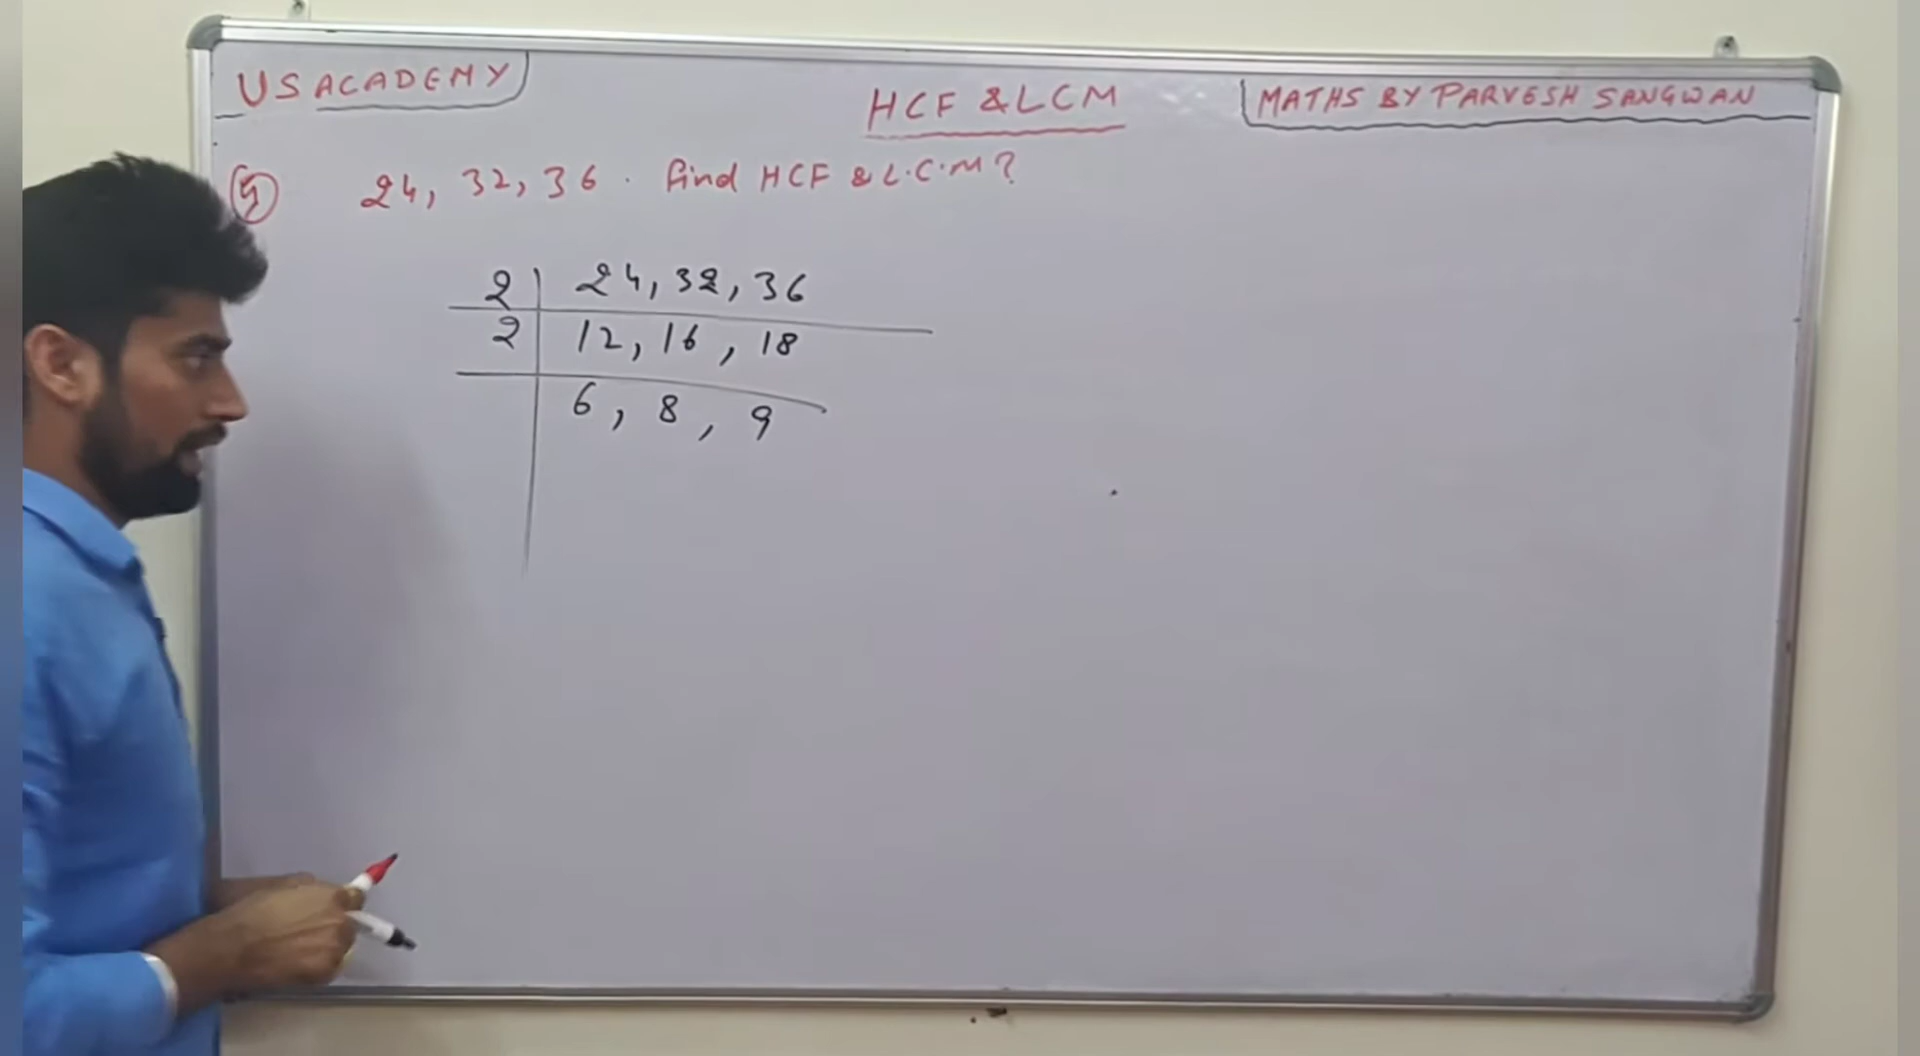 US ACADEMY
HCF & LCM
MATHS BY PARVESH SANGWAN
24, 32, 36. find HCF & L.C.M?
2 | 24, 32, 36
2 | 12, 16, 18
6, 8, 9